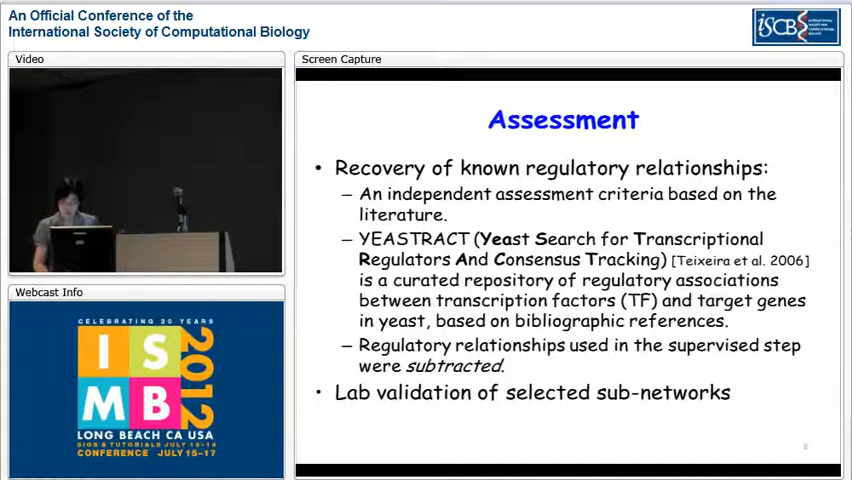 An Official Conference of the
International Society of Computational Biology
iSCB
Video
Screen Capture
Assessment
• Recovery of known regulatory relationships:
– An independent assessment criteria based on the
literature.
– YEASTRACT (Yeast Search for Transcriptional
Regulators And Consensus Tracking) [Teixeira et al. 2006]
is a curated repository of regulatory associations
between transcription factors (TF) and target genes
in yeast, based on bibliographic references.
– Regulatory relationships used in the supervised step
were subtracted.
• Lab validation of selected sub-networks
8
Webcast Info
CELEBRATING 20 YEARS
IS
MB
2012
LONG BEACH CA USA
SIGS & TUTORIALS JULY 13-14
CONFERENCE JULY 15-17